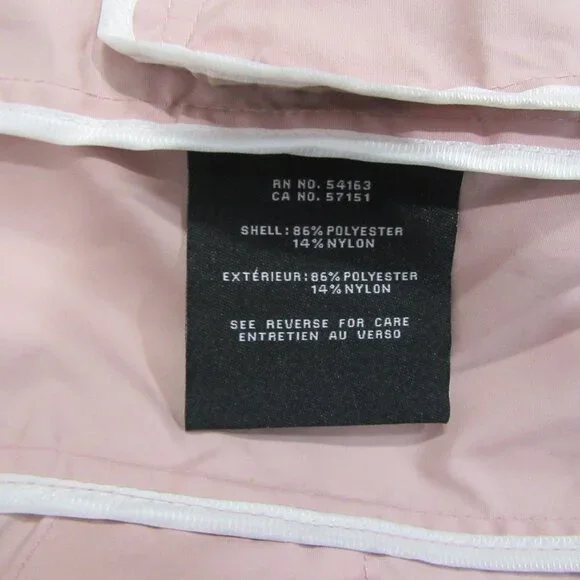 RN NO. 54163
CA NO. 57151
SHELL: 86% POLYESTER
14% NYLON
EXTÉRIEUR: 86% POLYESTER
14% NYLON
SEE REVERSE FOR CARE
ENTRETIEN AU VERSO